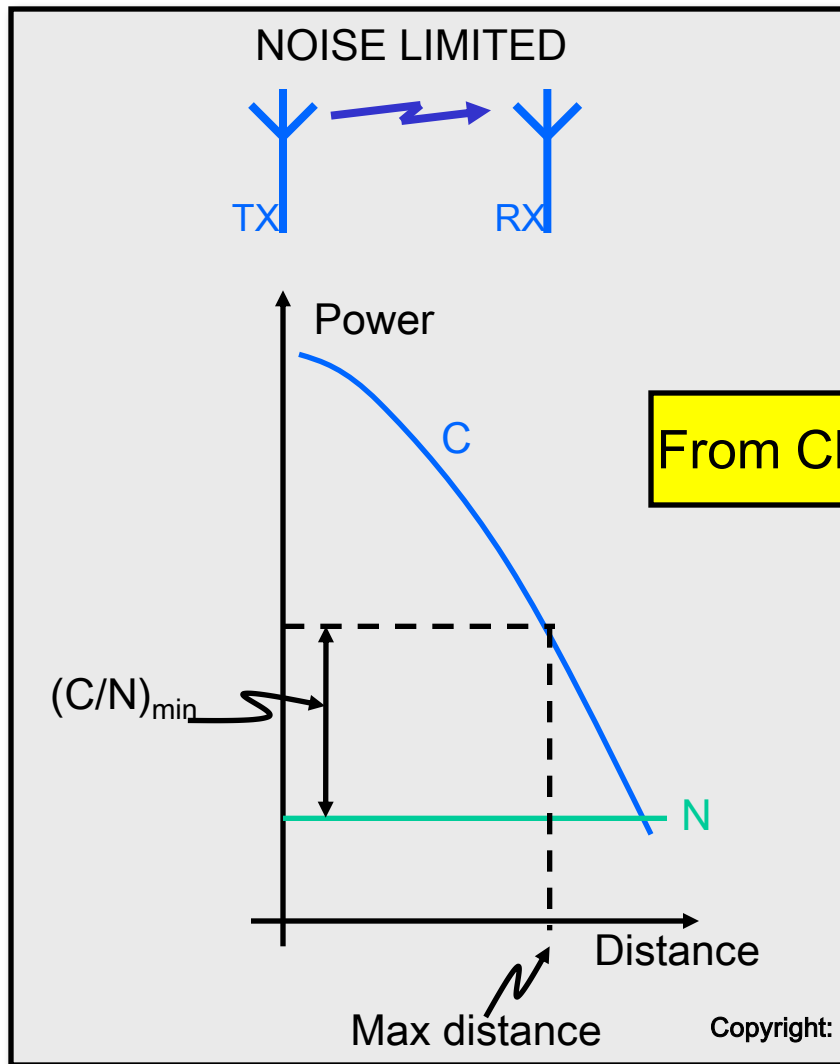 NOISE LIMITED
TX
RX
Power
C
From C
(C/N)min
N
Distance
Max distance
Copyright: